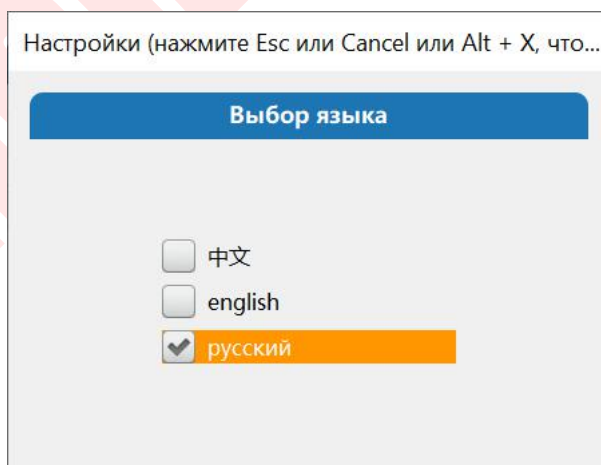 Настройки (нажмите Esc или Cancel или Alt + X, что...
Выбор языка
中文
english
русский